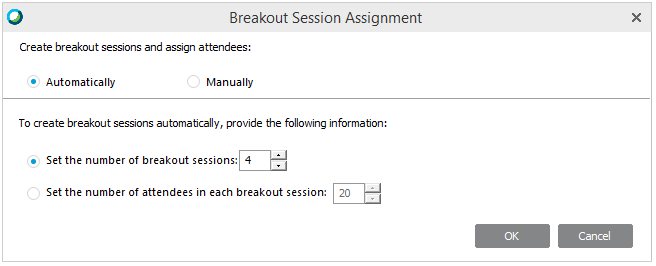 Breakout Session Assignment
Create breakout sessions and assign attendees:
Automatically Manually
To create breakout sessions automatically, provide the following information:
Set the number of breakout sessions: 4
Set the number of attendees in each breakout session: 20
OK Cancel